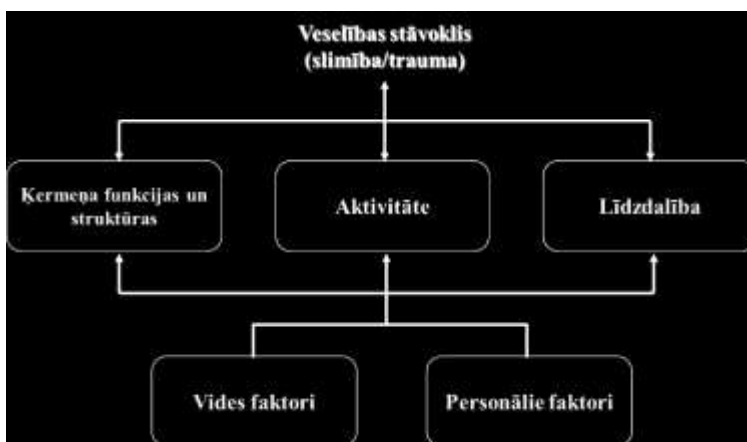 Veselības stāvoklis
(slimība/trauma)
Ķermeņa funkcijas un
struktūras
Aktivitāte
Līdzdalība
Vides faktori
Personālie faktori